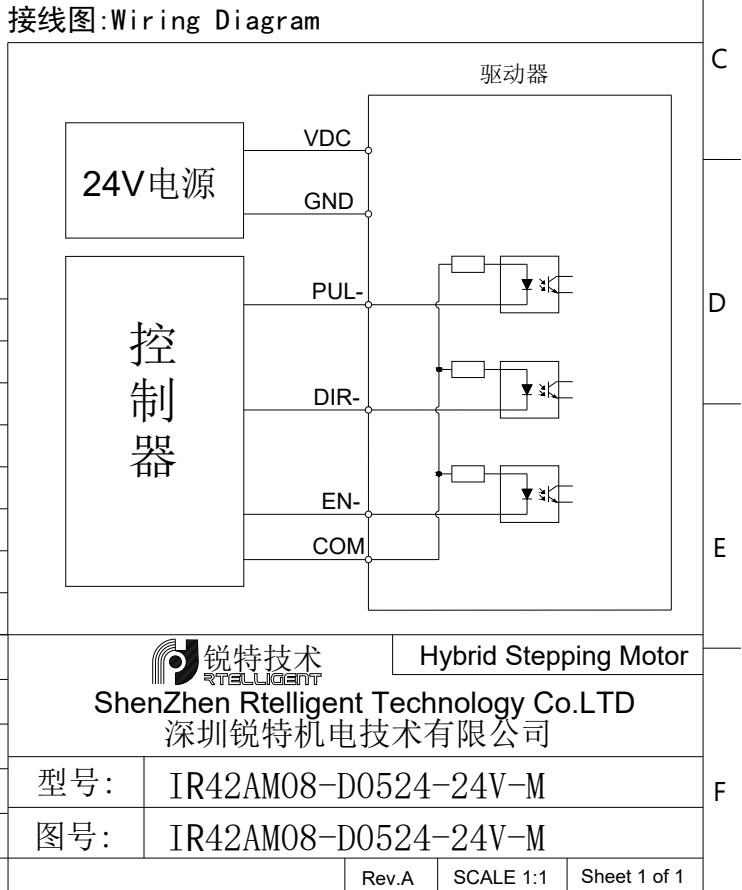 接线图:Wiring Diagram
C
驱动器
VDC
24V电源
GND
PUL-
D
控
制
器
DIR-
EN-
COM
E
锐特技术
RTELLIGENT
Hybrid Stepping Motor
ShenZhen Rtelligent Technology Co.LTD
深圳锐特机电技术有限公司
型号: IR42AM08-D0524-24V-M
F
图号: IR42AM08-D0524-24V-M
Rev.A SCALE 1:1 Sheet 1 of 1